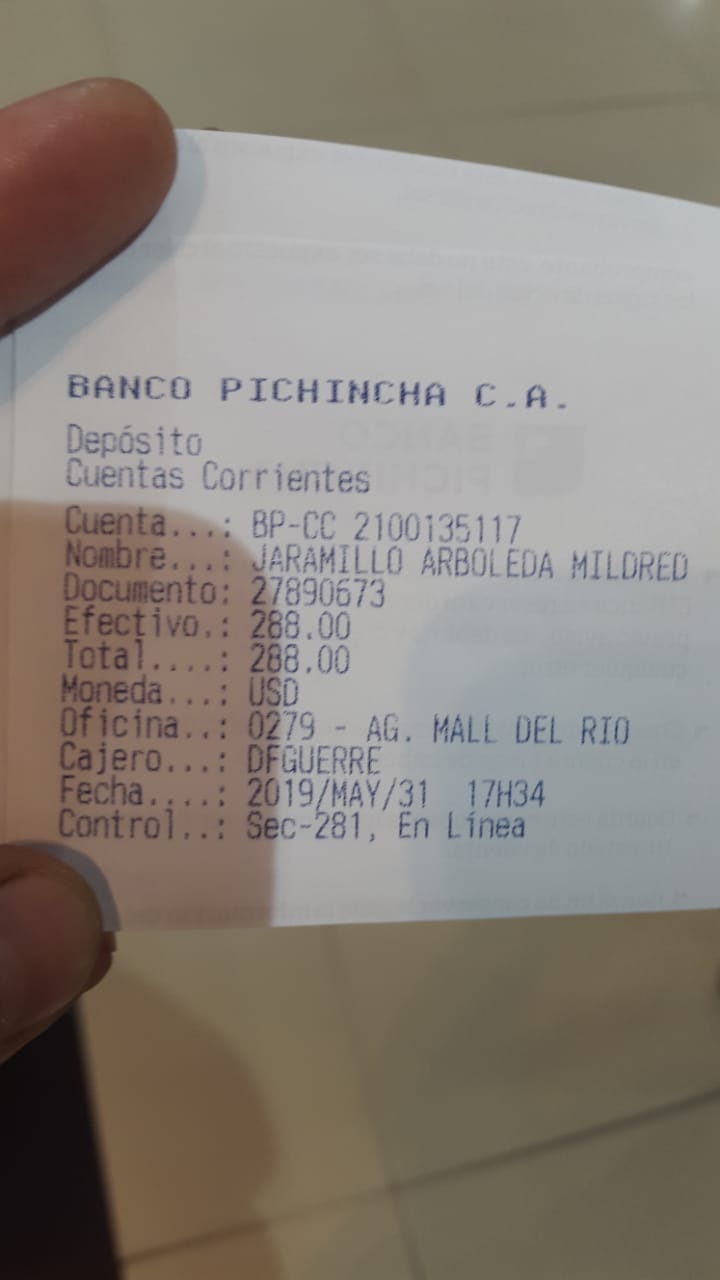 BANCO PICHINCHA C.A.
Depósito
Cuentas Corrientes
Cuenta...: BP-CC 2100135117
Nombre...: JARAMILLO ARBOLEDA MILDRED
Documento: 27890673
Efectivo.: 288.00
Total....: 288.00
Moneda...: USD
Oficina..: 0279 - AG. MALL DEL RIO
Cajero...: DFGUERRE
Fecha....: 2019/MAY/31 17H34
Control..: Sec-281, En Línea